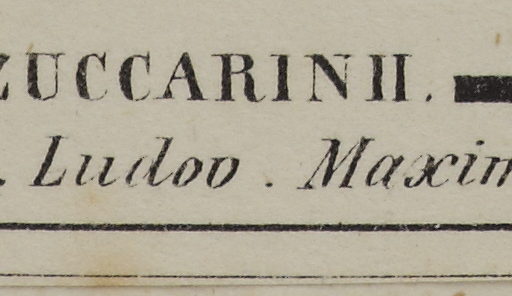 ZUCCARINII.
. Ludov. Maxim